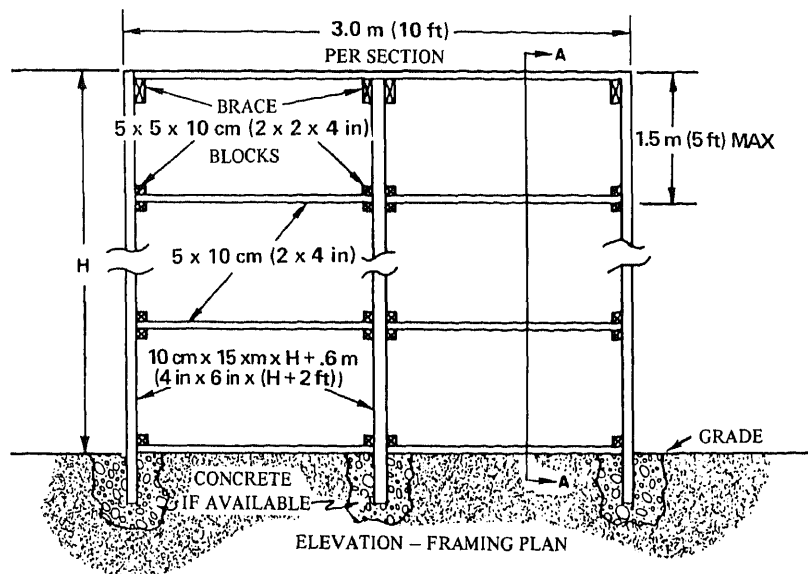 3.0 m (10 ft)
PER SECTION
A
BRACE
5 x 5 x 10 cm (2 x 2 x 4 in)
BLOCKS
1.5 m (5 ft) MAX
H
5 x 10 cm (2 x 4 in)
10 cm x 15 xm x H + .6 m
(4 in x 6 in x (H + 2 ft))
GRADE
CONCRETE
IF AVAILABLE
A
ELEVATION – FRAMING PLAN